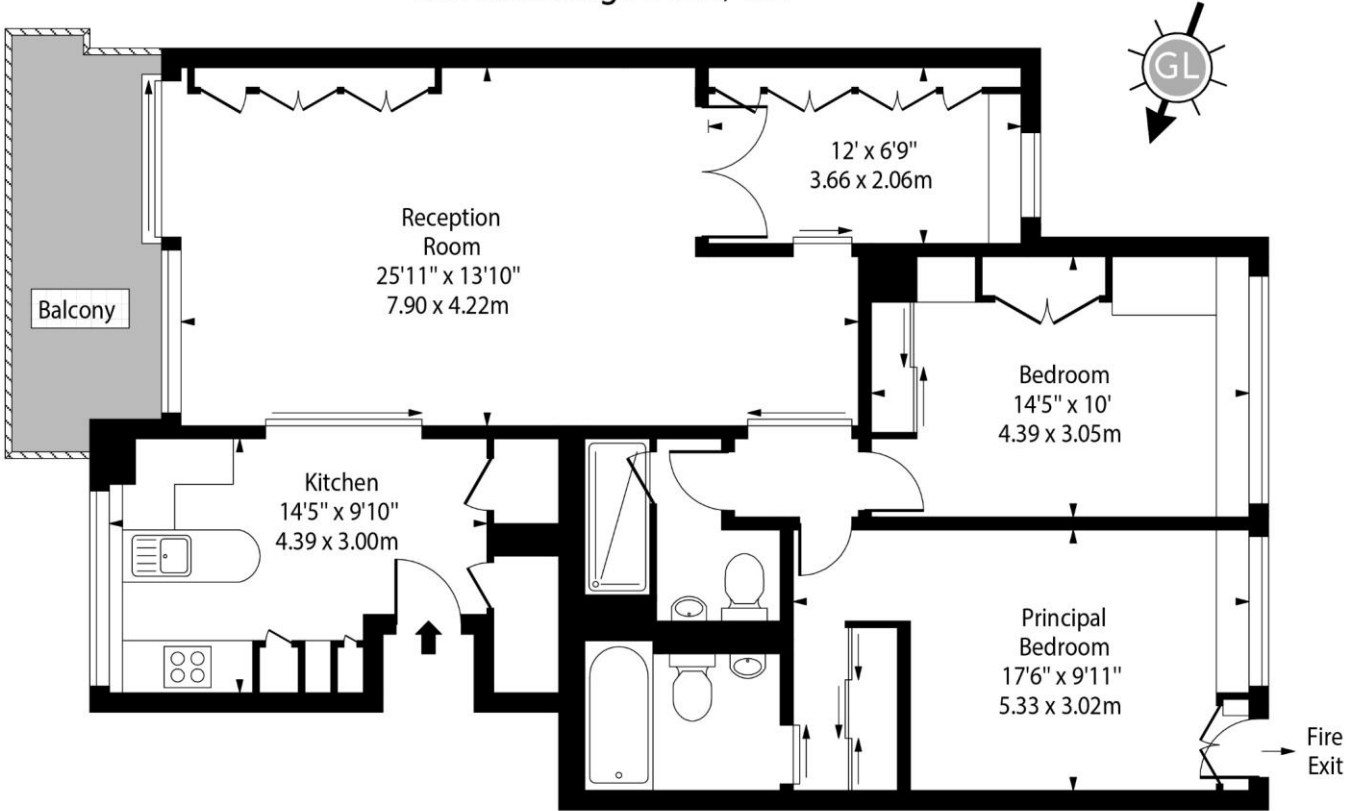 GL
12' x 6'9"
3.66 x 2.06m
Reception
Room
25'11" x 13'10"
7.90 x 4.22m
Balcony
Bedroom
14'5" x 10'
4.39 x 3.05m
Kitchen
14'5" x 9'10"
4.39 x 3.00m
Principal
Bedroom
17'6" x 9'11"
5.33 x 3.02m
Fire
Exit